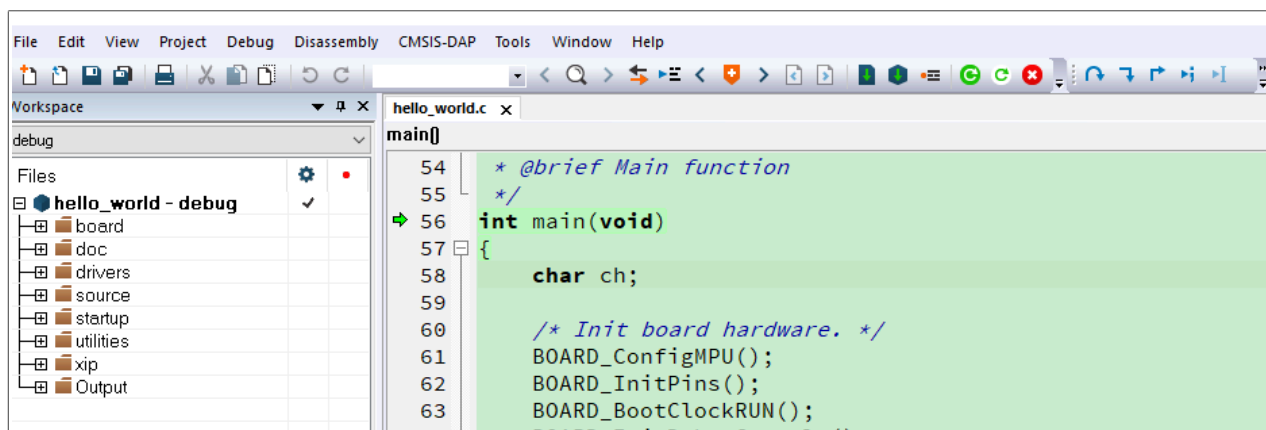 File Edit View Project Debug Disassembly CMSIS-DAP Tools Window Help
Workspace
debug
Files
hello_world - debug
board
doc
drivers
source
startup
utilities
xip
Output
hello_world.c
main()
54 * @brief Main function
55 */
56 int main(void)
57 {
58 char ch;
59
60 /* Init board hardware. */
61 BOARD_ConfigMPU();
62 BOARD_InitPins();
63 BOARD_BootClockRUN();